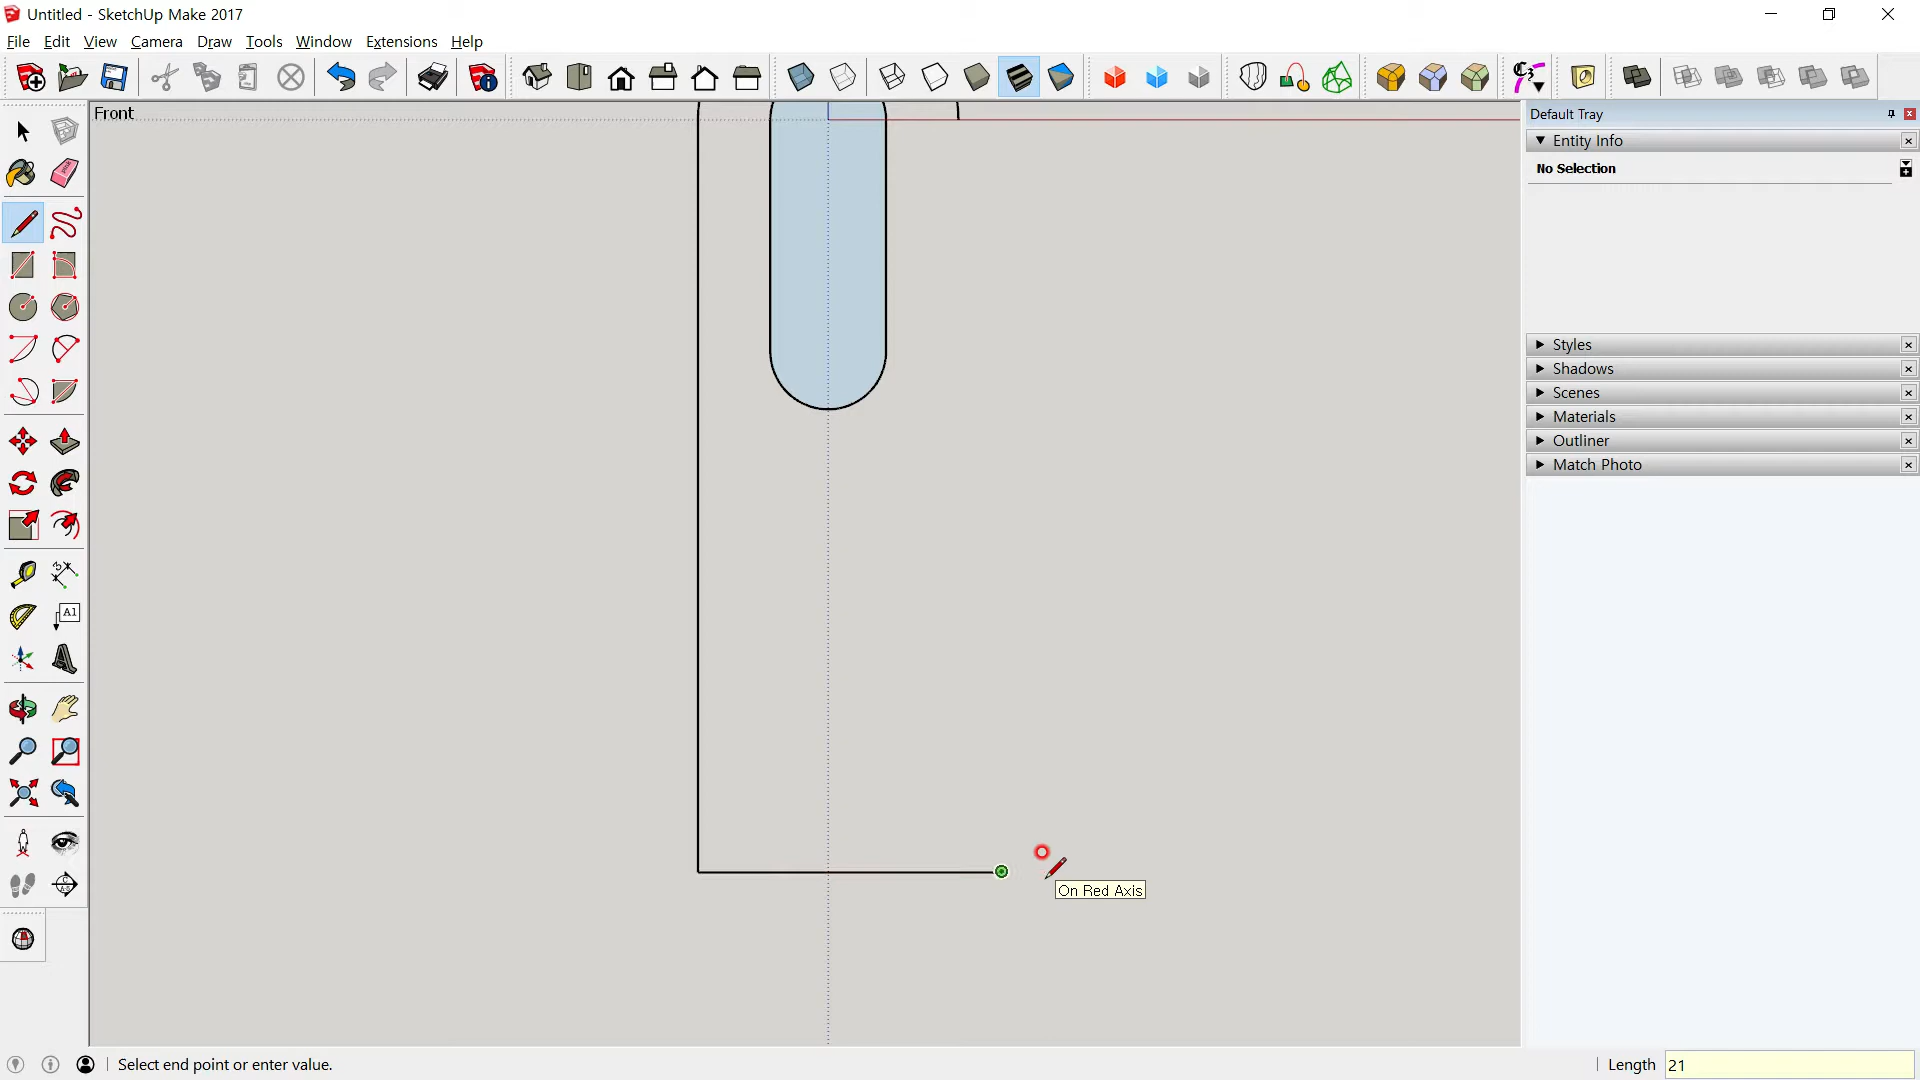 Untitled - SketchUp Make 2017
File Edit View Camera Draw Tools Window Extensions Help
Front
Default Tray
Entity Info
No Selection
Styles
Shadows
Scenes
Materials
Outliner
Match Photo
A1
On Red Axis
Select end point or enter value.
Length 21